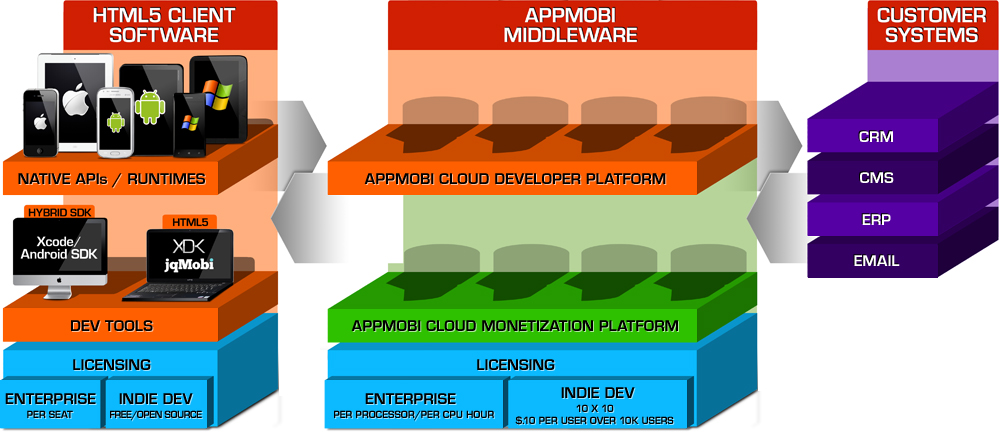 HTML5 CLIENT
SOFTWARE
NATIVE APIs / RUNTIMES
HYBRID SDK
Xcode/
Android SDK
HTML5
XDK
jqMobi
DEV TOOLS
LICENSING
ENTERPRISE
PER SEAT
INDIE DEV
FREE/OPEN SOURCE
APPMOBI
MIDDLEWARE
APPMOBI CLOUD DEVELOPER PLATFORM
APPMOBI CLOUD MONETIZATION PLATFORM
LICENSING
ENTERPRISE
PER PROCESSOR/PER CPU HOUR
INDIE DEV
10 X 10
$.10 PER USER OVER 10K USERS
CUSTOMER
SYSTEMS
CRM
CMS
ERP
EMAIL